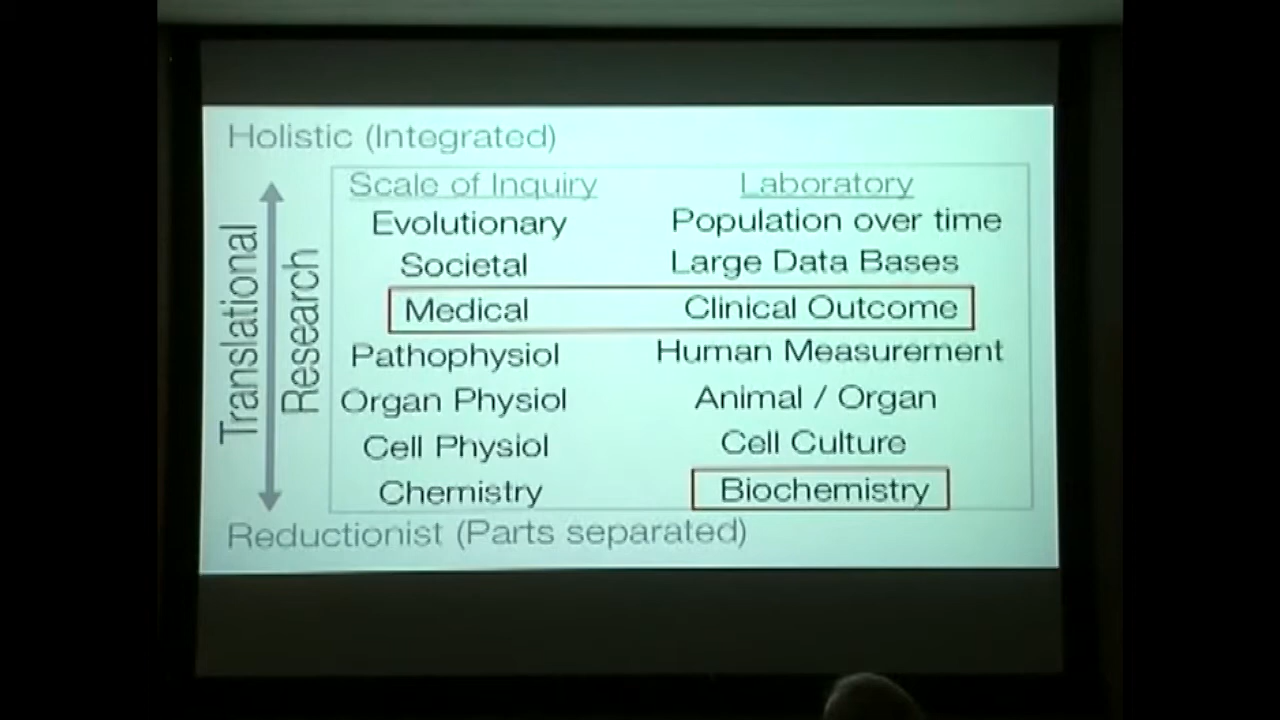 Holistic (Integrated)
Scale of Inquiry Laboratory
Evolutionary Population over time
Societal Large Data Bases
Medical Clinical Outcome
Pathophysiol Human Measurement
Organ Physiol Animal / Organ
Cell Physiol Cell Culture
Chemistry Biochemistry
Translational
Research
Reductionist (Parts separated)